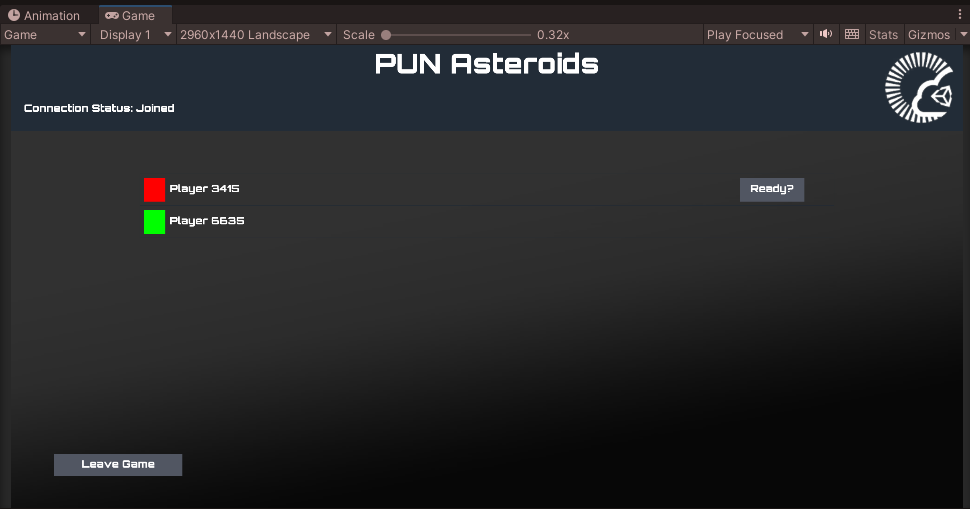 Animation
Game
Game
Display 1
2960x1440 Landscape
Scale
0.32x
Play Focused
Stats
Gizmos
PUN Asteroids
Connection Status: Joined
Player 3415
Ready?
Player 6635
Leave Game